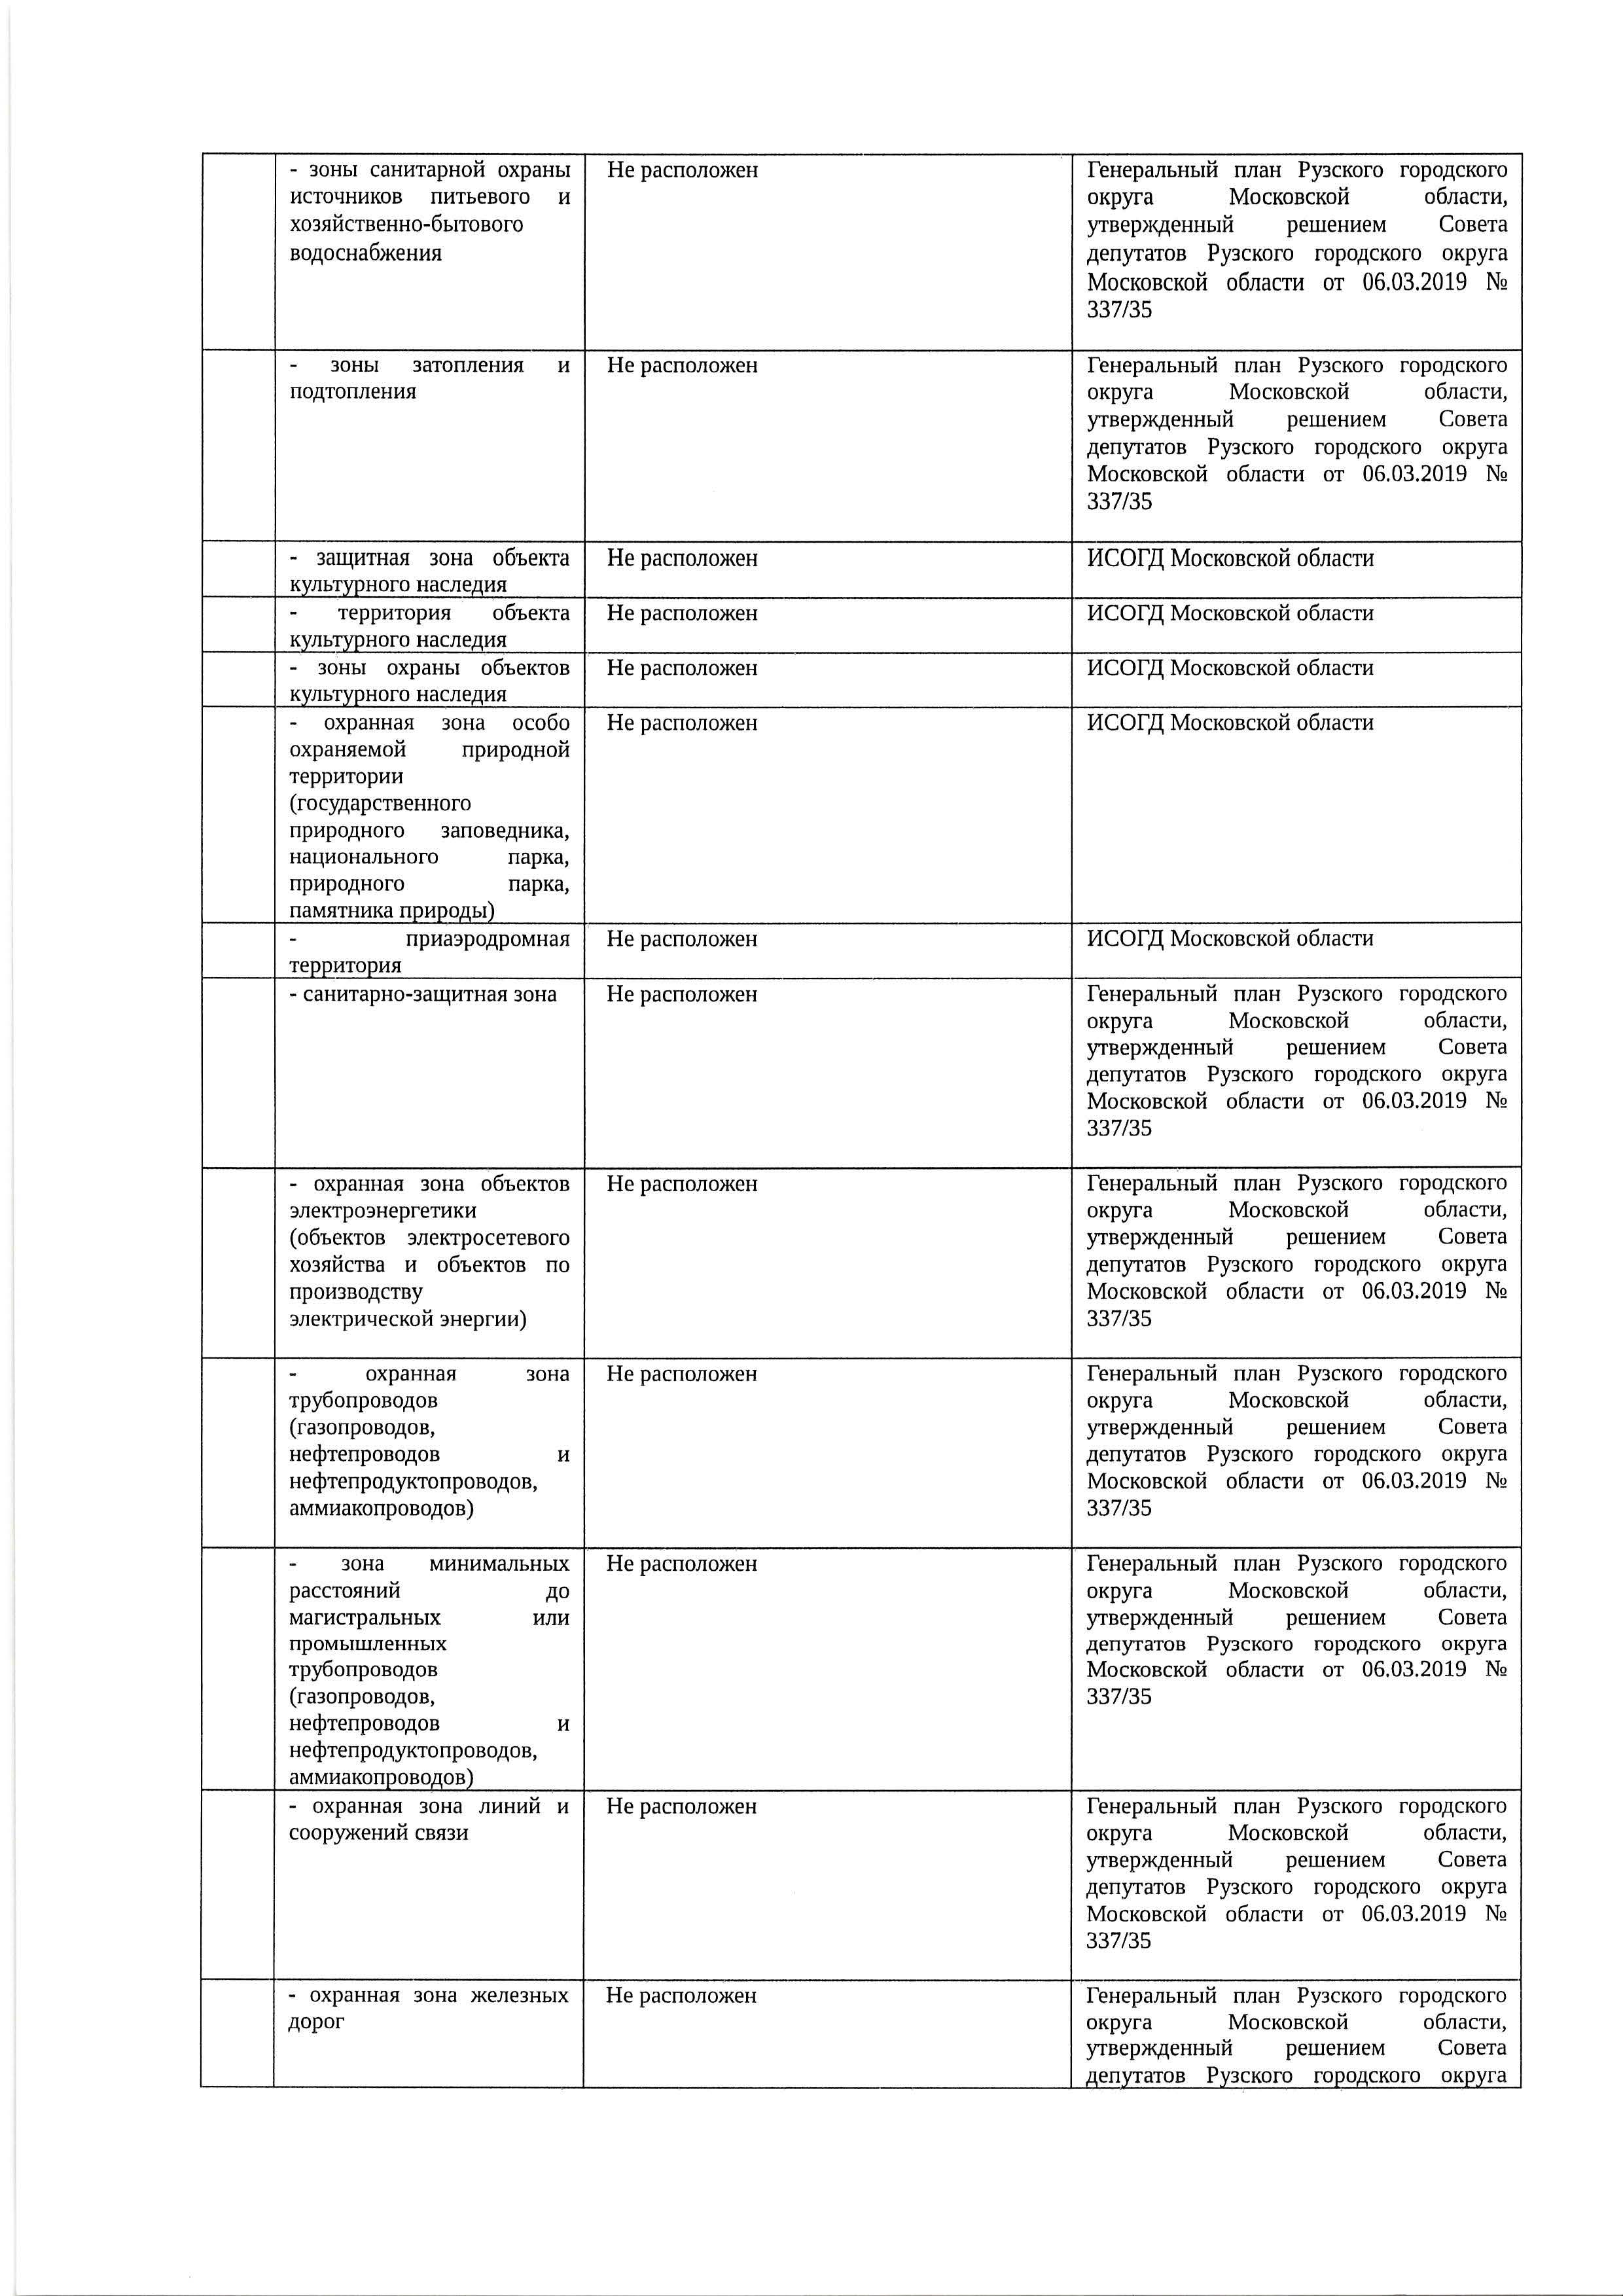 - зоны санитарной охраны
источников питьевого и
хозяйственно-бытового
водоснабжения
Не расположен
Генеральный план Рузского городского
округа Московской области,
утвержденный решением Совета
депутатов Рузского городского округа
Московской области от 06.03.2019 №
337/35
- зоны затопления и
подтопления
Не расположен
Генеральный план Рузского городского
округа Московской области,
утвержденный решением Совета
депутатов Рузского городского округа
Московской области от 06.03.2019 №
337/35
- защитная зона объекта
культурного наследия
Не расположен
ИСОГД Московской области
- территория объекта
культурного наследия
Не расположен
ИСОГД Московской области
- зоны охраны объектов
культурного наследия
Не расположен
ИСОГД Московской области
- охранная зона особо
охраняемой природной
территории
(государственного
природного заповедника,
национального парка,
природного парка,
памятника природы)
Не расположен
ИСОГД Московской области
- приаэродромная
территория
Не расположен
ИСОГД Московской области
- санитарно-защитная зона
Не расположен
Генеральный план Рузского городского
округа Московской области,
утвержденный решением Совета
депутатов Рузского городского округа
Московской области от 06.03.2019 №
337/35
- охранная зона объектов
электроэнергетики
(объектов электросетевого
хозяйства и объектов по
производству
электрической энергии)
Не расположен
Генеральный план Рузского городского
округа Московской области,
утвержденный решением Совета
депутатов Рузского городского округа
Московской области от 06.03.2019 №
337/35
- охранная зона
трубопроводов
(газопроводов,
нефтепроводов и
нефтепродуктопроводов,
аммиакопроводов)
Не расположен
Генеральный план Рузского городского
округа Московской области,
утвержденный решением Совета
депутатов Рузского городского округа
Московской области от 06.03.2019 №
337/35
- зона минимальных
расстояний до
магистральных или
промышленных
трубопроводов
(газопроводов,
нефтепроводов и
нефтепродуктопроводов,
аммиакопроводов)
Не расположен
Генеральный план Рузского городского
округа Московской области,
утвержденный решением Совета
депутатов Рузского городского округа
Московской области от 06.03.2019 №
337/35
- охранная зона линий и
сооружений связи
Не расположен
Генеральный план Рузского городского
округа Московской области,
утвержденный решением Совета
депутатов Рузского городского округа
Московской области от 06.03.2019 №
337/35
- охранная зона железных
дорог
Не расположен
Генеральный план Рузского городского
округа Московской области,
утвержденный решением Совета
депутатов Рузского городского округа